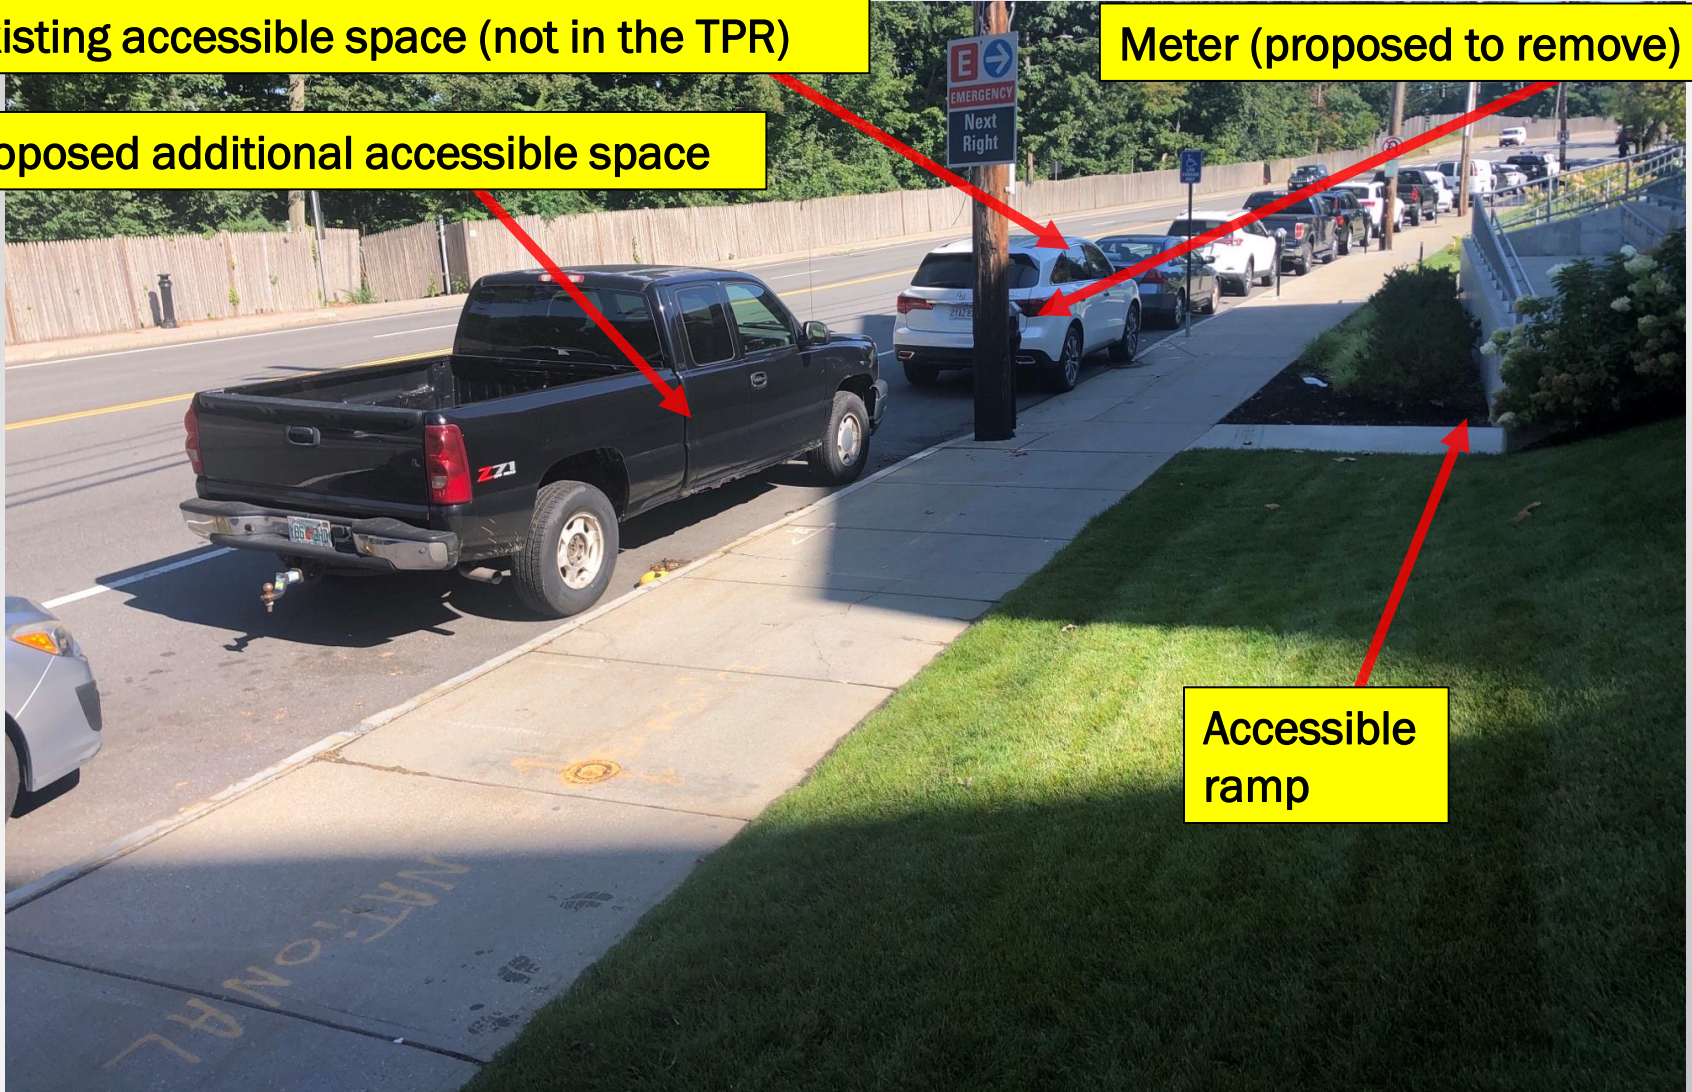 isting accessible space (not in the TPR)
Meter (proposed to remove)
oposed additional accessible space
E
EMERGENCY
Next
Right
Z71
Accessible
ramp
NATIONAL